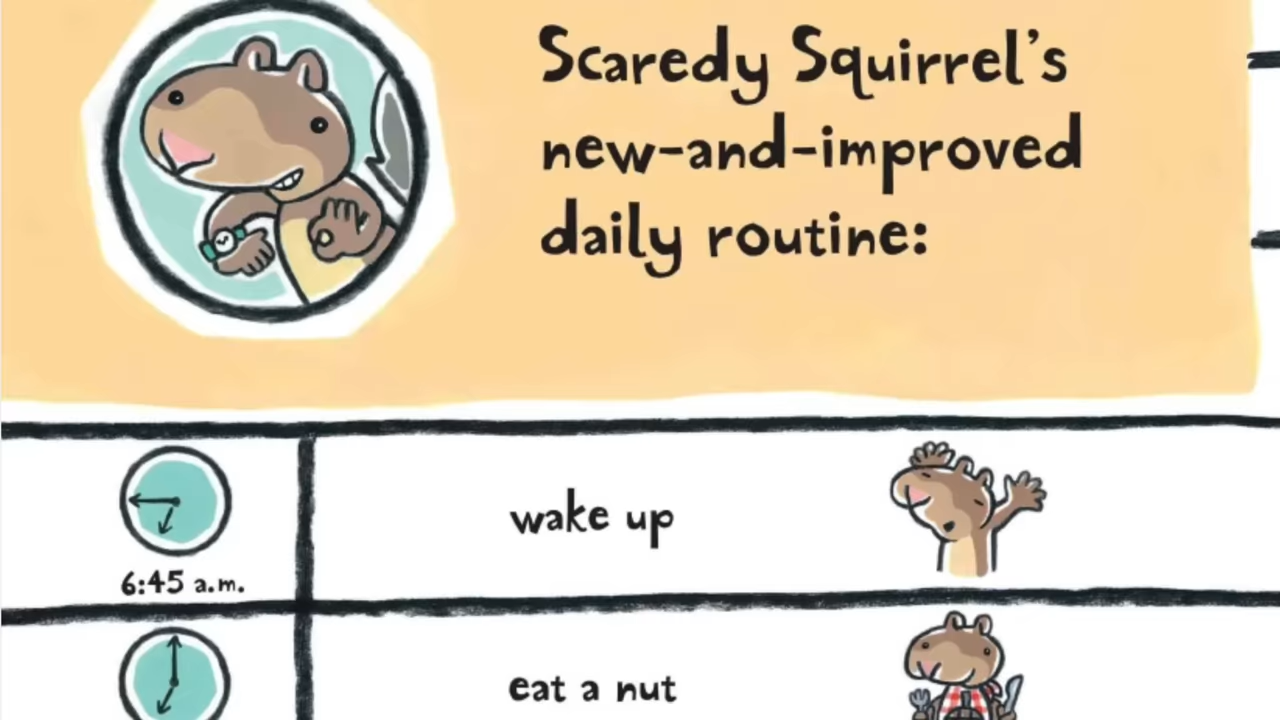 Scaredy Squirrel's
new-and-improved
daily routine:
wake up
6:45 a.m.
eat a nut